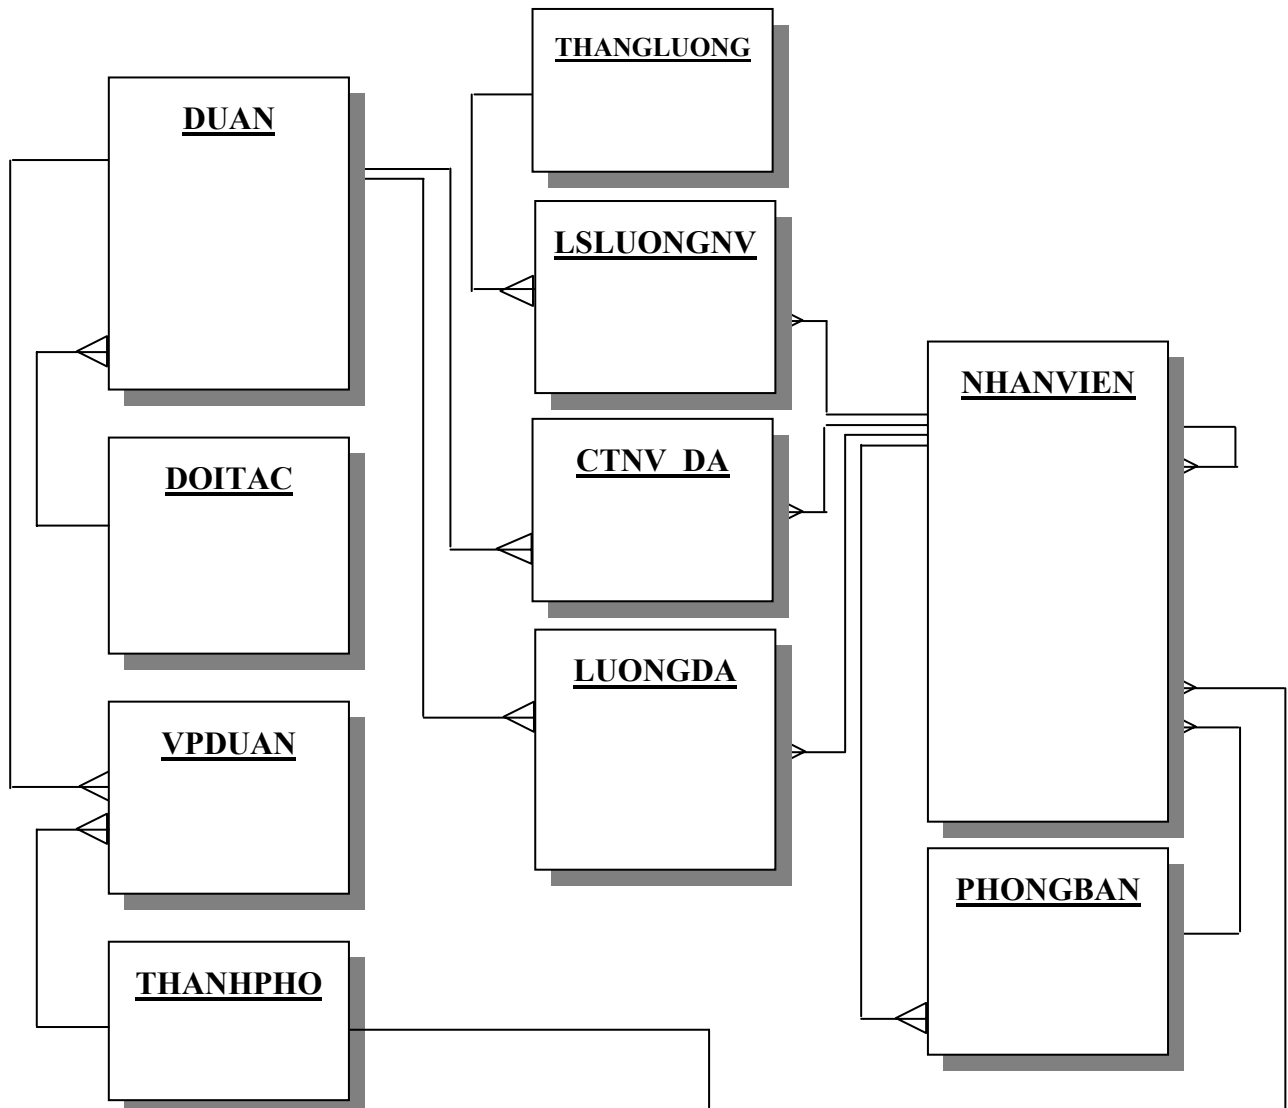 THANGLUONG
DUAN
LSLUONGNV
NHANVIEN
CTNV_DA
DOITAC
LUONGDA
VPDUAN
PHONGBAN
THANHPHO